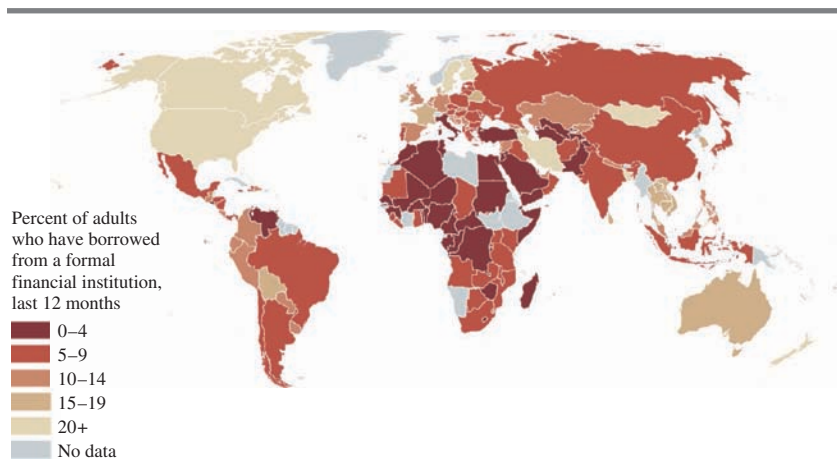 Percent of adults
who have borrowed
from a formal
financial institution,
last 12 months
0–4
5–9
10–14
15–19
20+
No data